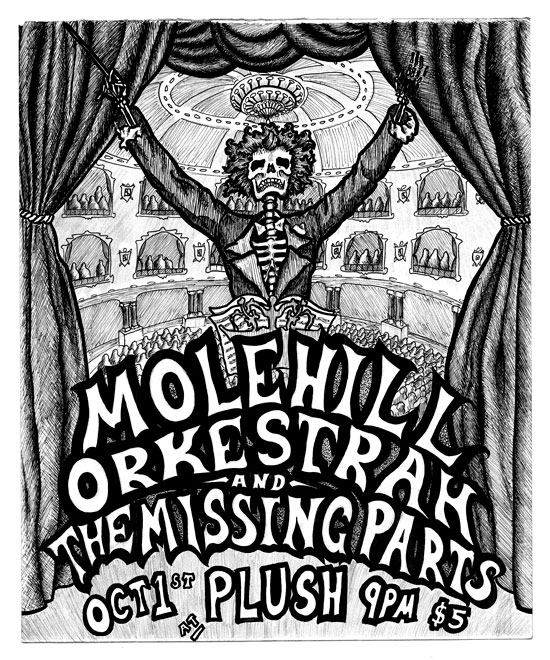 MOLEHILL
ORKESTRAH
AND
THE MISSING PARTS
OCT 1ST AT PLUSH 9PM $5